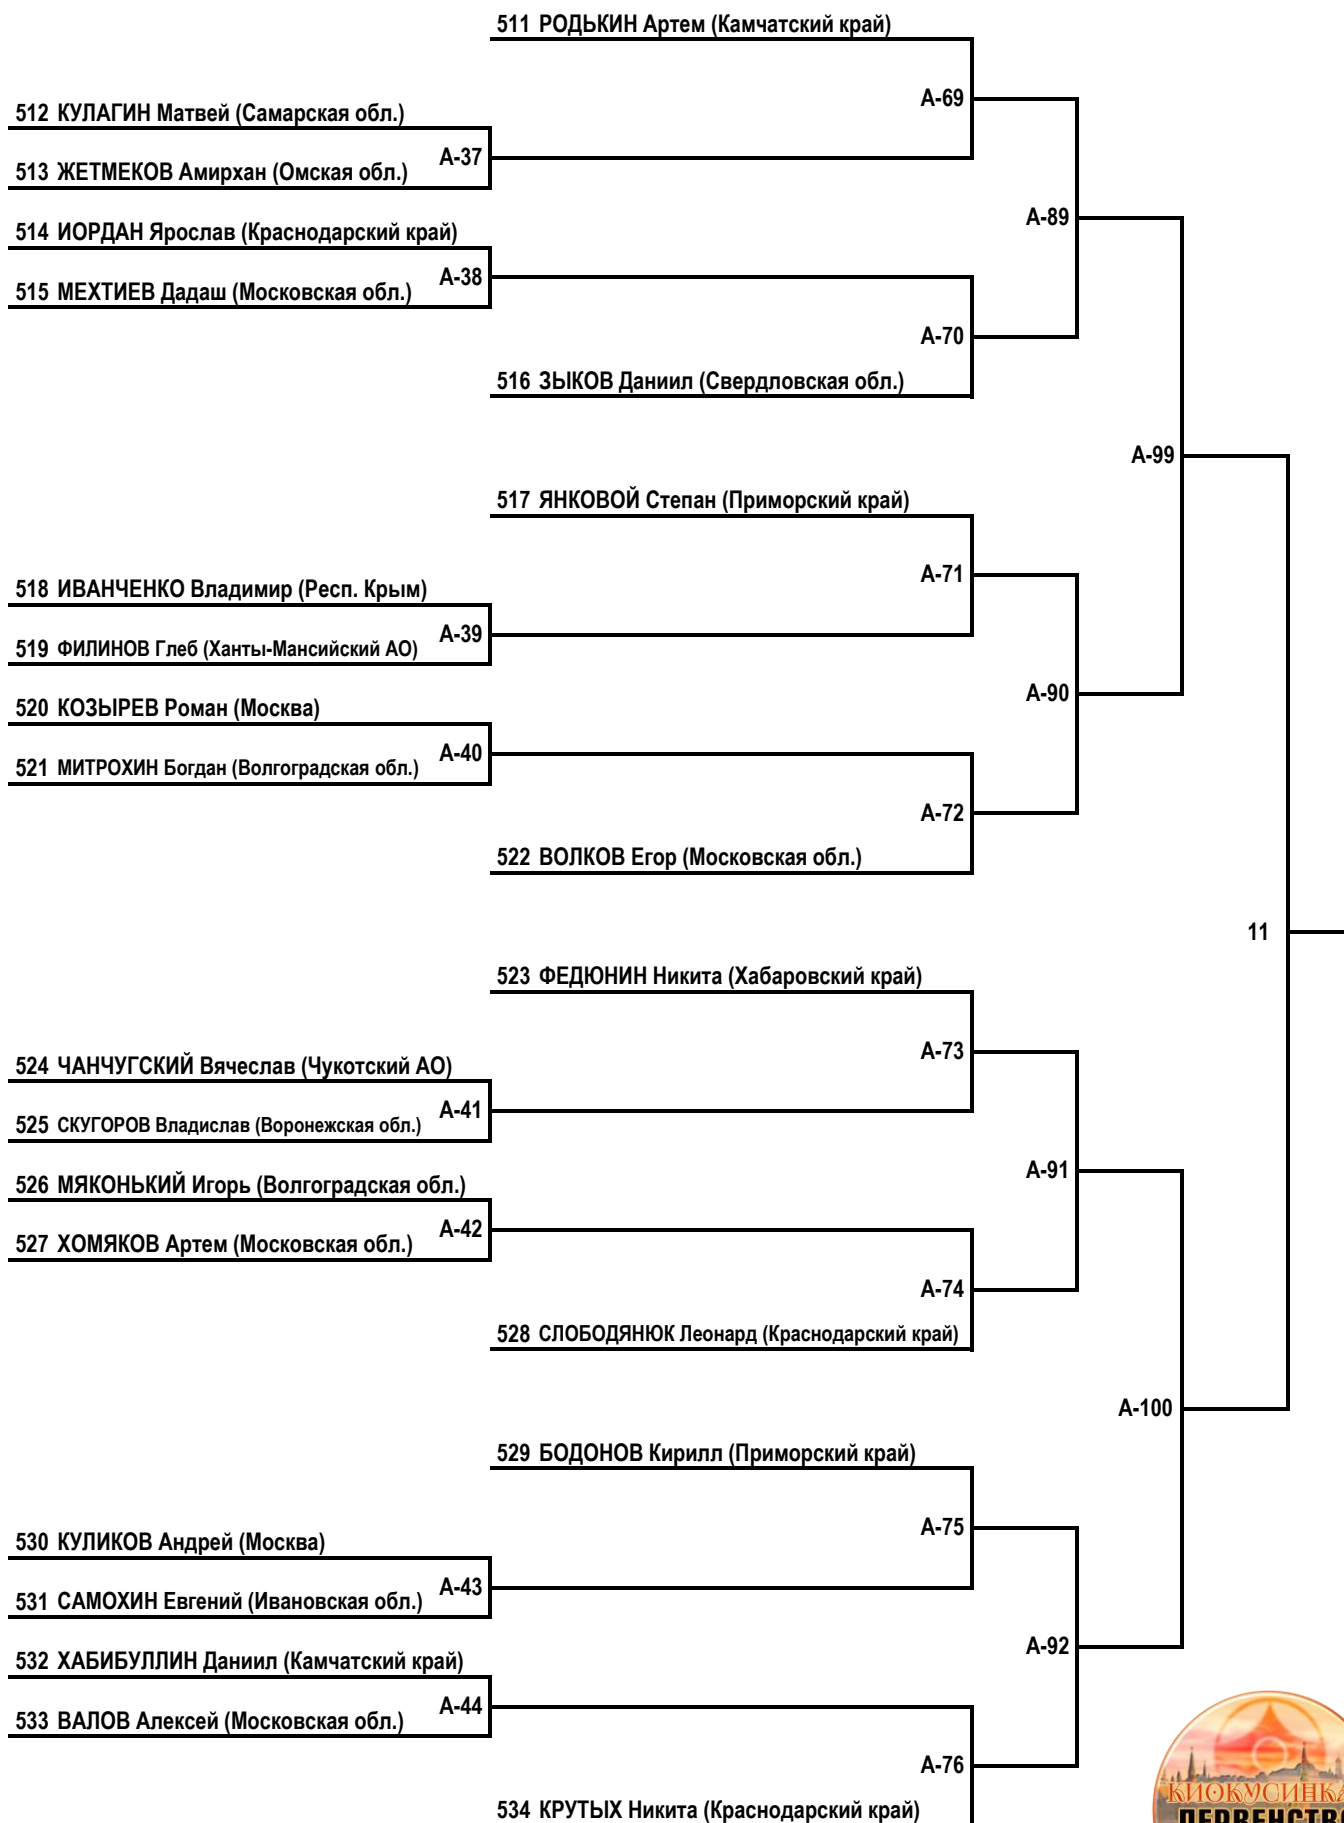 511 РОДЬКИН Артем (Камчатский край)
A-69
512 КУЛАГИН Матвей (Самарская обл.)
A-37
513 ЖЕТМЕКОВ Амирхан (Омская обл.)
A-89
514 ИОРДАН Ярослав (Краснодарский край)
A-38
515 МЕХТИЕВ Дадаш (Московская обл.)
A-70
516 ЗЫКОВ Даниил (Свердловская обл.)
A-99
517 ЯНКОВОЙ Степан (Приморский край)
A-71
518 ИВАНЧЕНКО Владимир (Респ. Крым)
A-39
519 ФИЛИНОВ Глеб (Ханты-Мансийский АО)
A-90
520 КОЗЫРЕВ Роман (Москва)
A-40
521 МИТРОХИН Богдан (Волгоградская обл.)
A-72
522 ВОЛКОВ Егор (Московская обл.)
11
523 ФЕДЮНИН Никита (Хабаровский край)
A-73
524 ЧАНЧУГСКИЙ Вячеслав (Чукотский АО)
A-41
525 СКУГОРОВ Владислав (Воронежская обл.)
A-91
526 МЯКОНЬКИЙ Игорь (Волгоградская обл.)
A-42
527 ХОМЯКОВ Артем (Московская обл.)
A-74
528 СЛОБОДЯНЮК Леонард (Краснодарский край)
A-100
529 БОДОНОВ Кирилл (Приморский край)
A-75
530 КУЛИКОВ Андрей (Москва)
A-43
531 САМОХИН Евгений (Ивановская обл.)
A-92
532 ХАБИБУЛЛИН Даниил (Камчатский край)
A-44
533 ВАЛОВ Алексей (Московская обл.)
A-76
534 КРУТЫХ Никита (Краснодарский край)
КИОКУСИНКА
ПЕРВЕНСТВО